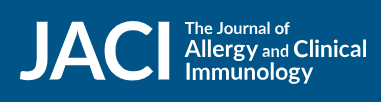 JACI
The Journal of
Allergy and Clinical
Immunology